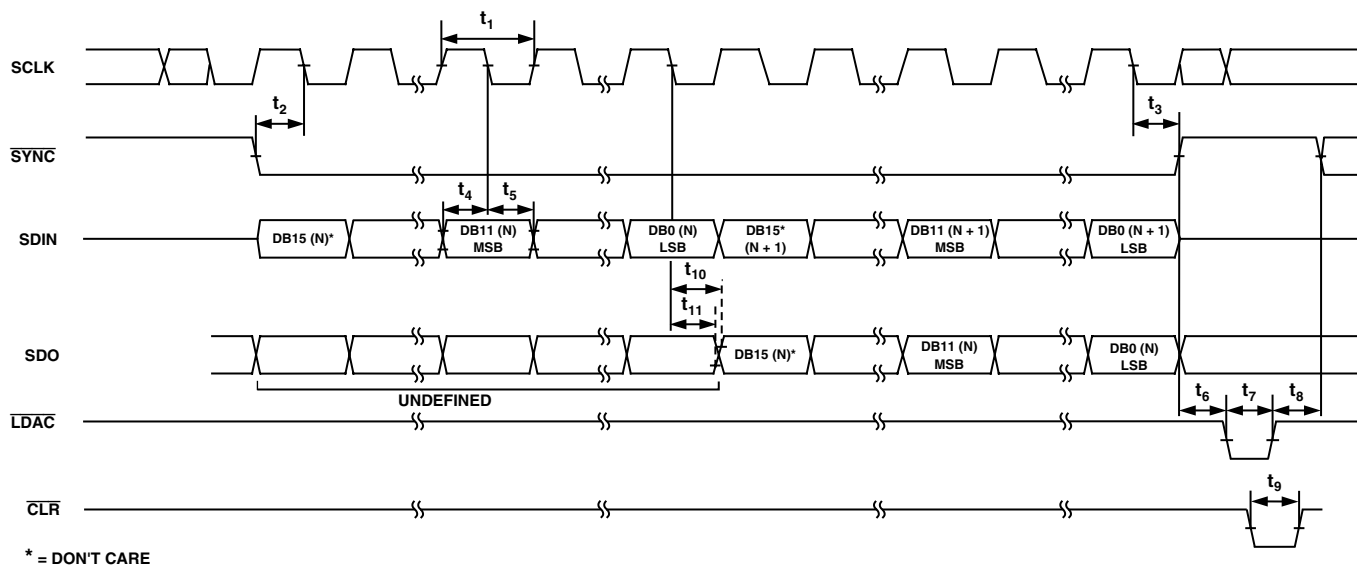 t1
SCLK
t2
t3
SYNC
t4
t5
SDIN
DB15 (N)*
DB11 (N)
MSB
DB0 (N)
LSB
DB15*
(N + 1)
DB11 (N + 1)
MSB
DB0 (N + 1)
LSB
t10
t11
SDO
DB15 (N)*
DB11 (N)
MSB
DB0 (N)
LSB
UNDEFINED
t6
t7
t8
LDAC
t9
CLR
* = DON'T CARE